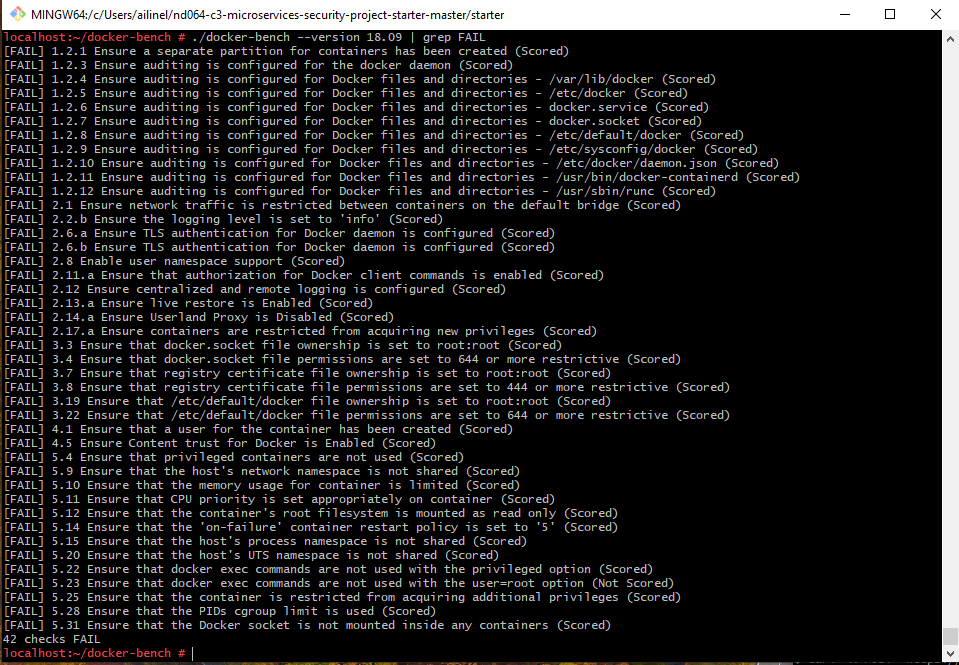 MINGW64:/c/Users/ailinel/nd064-c3-microservices-security-project-starter-master/starter
localhost:~/docker-bench # ./docker-bench --version 18.09 | grep FAIL
[FAIL] 1.2.1 Ensure a separate partition for containers has been created (Scored)
[FAIL] 1.2.3 Ensure auditing is configured for the docker daemon (Scored)
[FAIL] 1.2.4 Ensure auditing is configured for Docker files and directories - /var/lib/docker (Scored)
[FAIL] 1.2.5 Ensure auditing is configured for Docker files and directories - /etc/docker (Scored)
[FAIL] 1.2.6 Ensure auditing is configured for Docker files and directories - docker.service (Scored)
[FAIL] 1.2.7 Ensure auditing is configured for Docker files and directories - docker.socket (Scored)
[FAIL] 1.2.8 Ensure auditing is configured for Docker files and directories - /etc/default/docker (Scored)
[FAIL] 1.2.9 Ensure auditing is configured for Docker files and directories - /etc/sysconfig/docker (Scored)
[FAIL] 1.2.10 Ensure auditing is configured for Docker files and directories - /etc/docker/daemon.json (Scored)
[FAIL] 1.2.11 Ensure auditing is configured for Docker files and directories - /usr/bin/docker-containerd (Scored)
[FAIL] 1.2.12 Ensure auditing is configured for Docker files and directories - /usr/sbin/runc (Scored)
[FAIL] 2.1 Ensure network traffic is restricted between containers on the default bridge (Scored)
[FAIL] 2.2.b Ensure the logging level is set to 'info' (Scored)
[FAIL] 2.6.a Ensure TLS authentication for Docker daemon is configured (Scored)
[FAIL] 2.6.b Ensure TLS authentication for Docker daemon is configured (Scored)
[FAIL] 2.8 Enable user namespace support (Scored)
[FAIL] 2.11.a Ensure that authorization for Docker client commands is enabled (Scored)
[FAIL] 2.12 Ensure centralized and remote logging is configured (Scored)
[FAIL] 2.13.a Ensure live restore is Enabled (Scored)
[FAIL] 2.14.a Ensure Userland Proxy is Disabled (Scored)
[FAIL] 2.17.a Ensure containers are restricted from acquiring new privileges (Scored)
[FAIL] 3.3 Ensure that docker.socket file ownership is set to root:root (Scored)
[FAIL] 3.4 Ensure that docker.socket file permissions are set to 644 or more restrictive (Scored)
[FAIL] 3.7 Ensure that registry certificate file ownership is set to root:root (Scored)
[FAIL] 3.8 Ensure that registry certificate file permissions are set to 444 or more restrictive (Scored)
[FAIL] 3.19 Ensure that /etc/default/docker file ownership is set to root:root (Scored)
[FAIL] 3.22 Ensure that /etc/default/docker file permissions are set to 644 or more restrictive (Scored)
[FAIL] 4.1 Ensure that a user for the container has been created (Scored)
[FAIL] 4.5 Ensure Content trust for Docker is Enabled (Scored)
[FAIL] 5.4 Ensure that privileged containers are not used (Scored)
[FAIL] 5.9 Ensure that the host's network namespace is not shared (Scored)
[FAIL] 5.10 Ensure that the memory usage for container is limited (Scored)
[FAIL] 5.11 Ensure that CPU priority is set appropriately on container (Scored)
[FAIL] 5.12 Ensure that the container's root filesystem is mounted as read only (Scored)
[FAIL] 5.14 Ensure that the 'on-failure' container restart policy is set to '5' (Scored)
[FAIL] 5.15 Ensure that the host's process namespace is not shared (Scored)
[FAIL] 5.20 Ensure that the host's UTS namespace is not shared (Scored)
[FAIL] 5.22 Ensure that docker exec commands are not used with the privileged option (Scored)
[FAIL] 5.23 Ensure that docker exec commands are not used with the user=root option (Not Scored)
[FAIL] 5.25 Ensure that the container is restricted from acquiring additional privileges (Scored)
[FAIL] 5.28 Ensure that the PIDs cgroup limit is used (Scored)
[FAIL] 5.31 Ensure that the Docker socket is not mounted inside any containers (Scored)
42 checks FAIL
localhost:~/docker-bench #